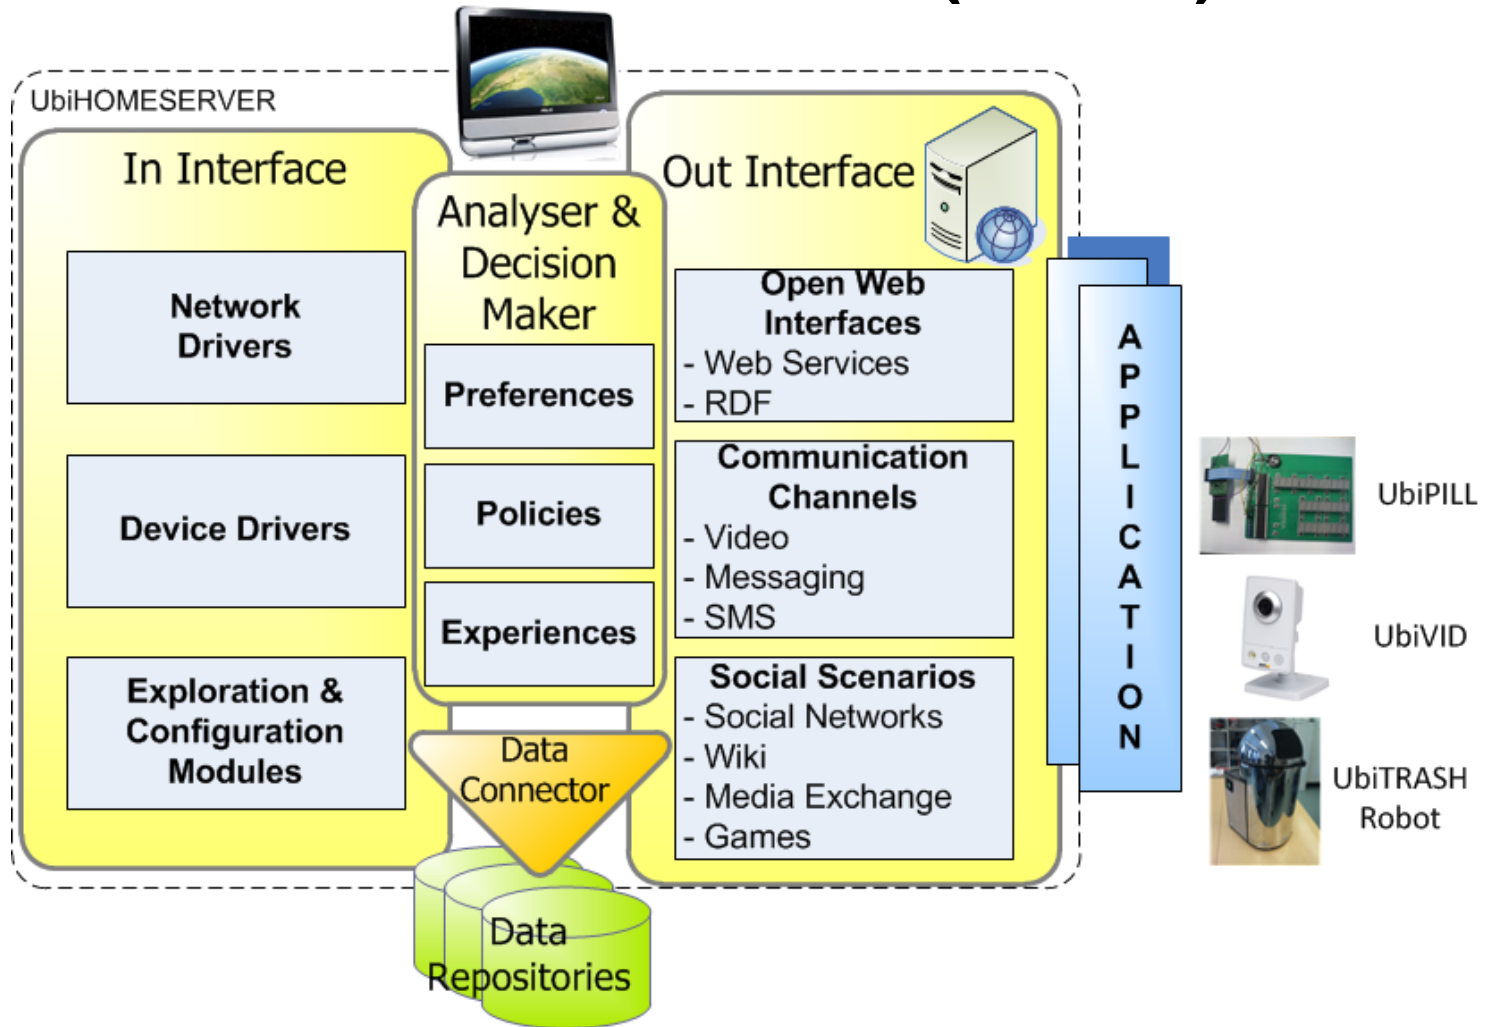 UbiHOMESERVER
In Interface
Network
Drivers
Device Drivers
Exploration &
Configuration
Modules
Analyser &
Decision
Maker
Preferences
Policies
Experiences
Data
Connector
Data
Repositories
Out Interface
Open Web
Interfaces
- Web Services
- RDF
Communication
Channels
- Video
- Messaging
- SMS
Social Scenarios
- Social Networks
- Wiki
- Media Exchange
- Games
APPLICATION
UbiPILL
UbiVID
UbiTRASH
Robot